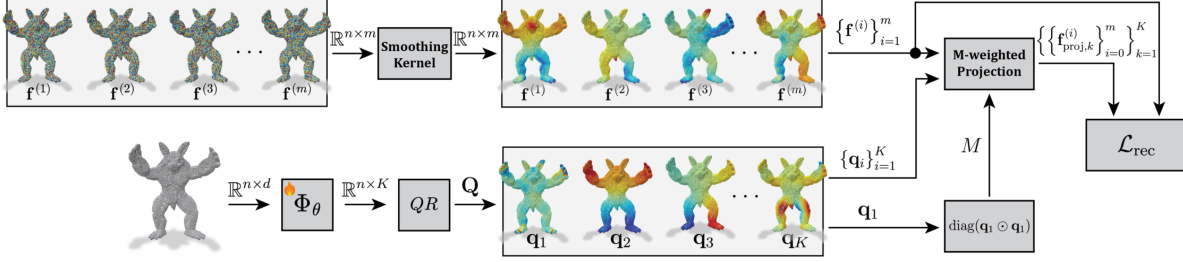 f^(1) f^(2) f^(3) ··· f^(m)
ℝ^{n×m}
Smoothing
Kernel
ℝ^{n×m}
f^(1) f^(2) f^(3) ··· f^(m)
{f^(i)}_{i=1}^m
M-weighted
Projection
{{f_{proj,k}^{(i)}}_{i=0}^m}_{k=1}^K
ℒ_rec
ℝ^{n×d}
Φ_θ
ℝ^{n×K}
QR
Q
q_1 q_2 q_3 ··· q_K
{q_i}_{i=1}^K
q_1
diag(q_1 ⊙ q_1)
M